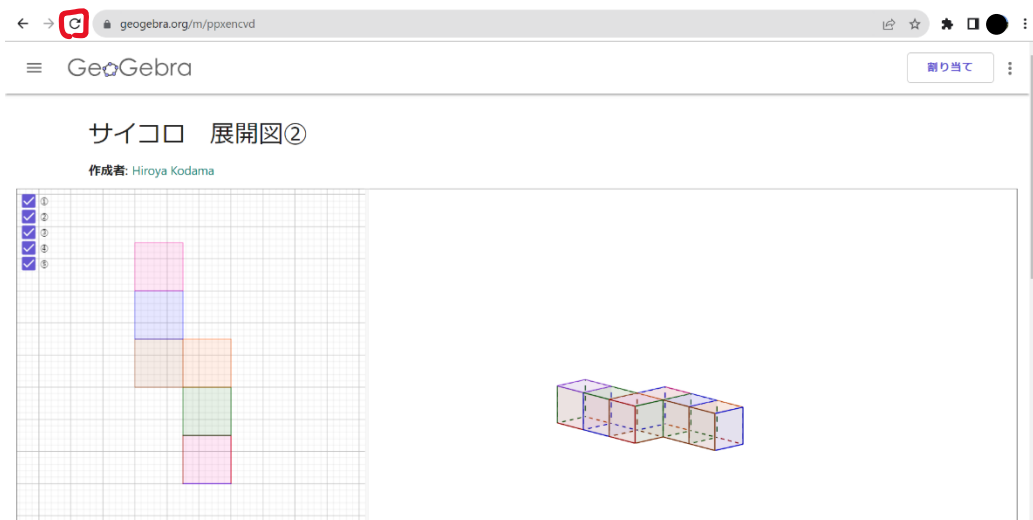 geogebra.org/m/ppxencvd
GeoGebra
割り当て
サイコロ 展開図②
作成者: Hiroya Kodama
①
②
③
④
⑤